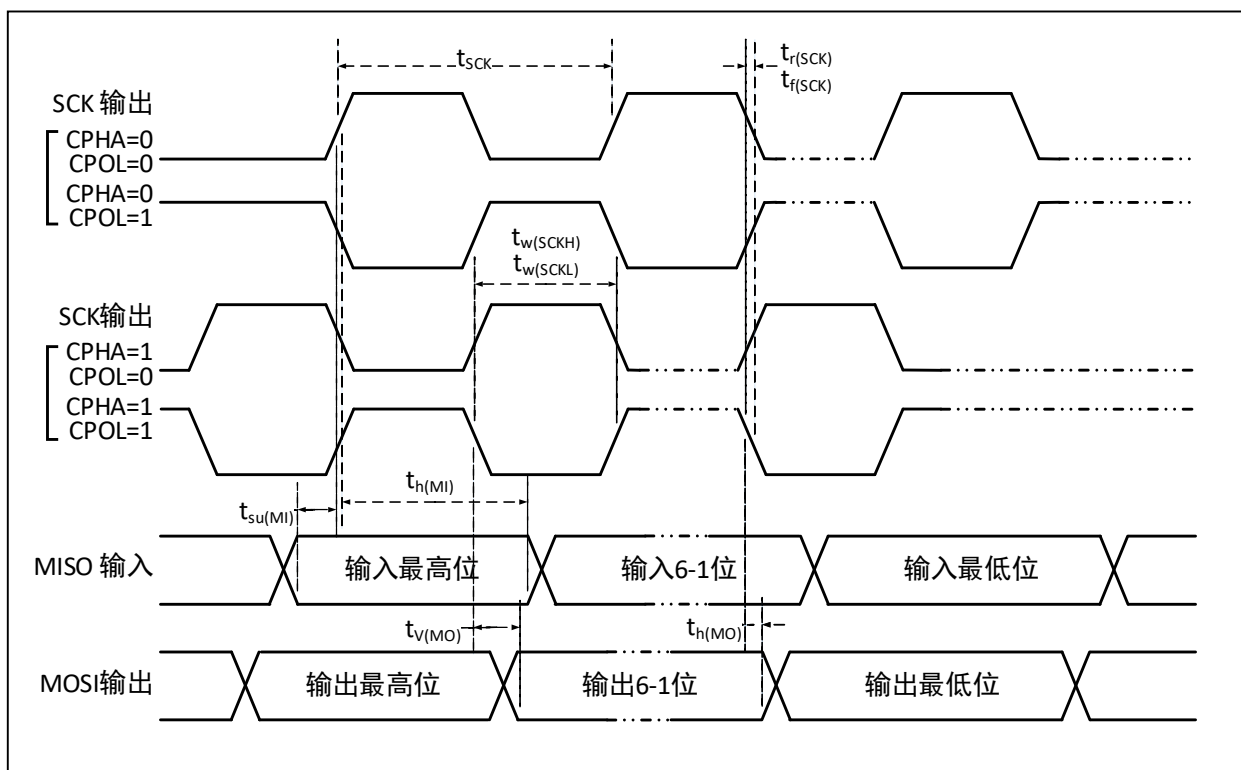 tSCK
tr(SCK)
tf(SCK)
SCK 输出
CPHA=0
CPOL=0
CPHA=0
CPOL=1
tw(SCKH)
tw(SCKL)
SCK输出
CPHA=1
CPOL=0
CPHA=1
CPOL=1
th(MI)
tsu(MI)
MISO 输入
输入最高位
输入6-1位
输入最低位
tV(MO)
th(MO)
MOSI输出
输出最高位
输出6-1位
输出最低位